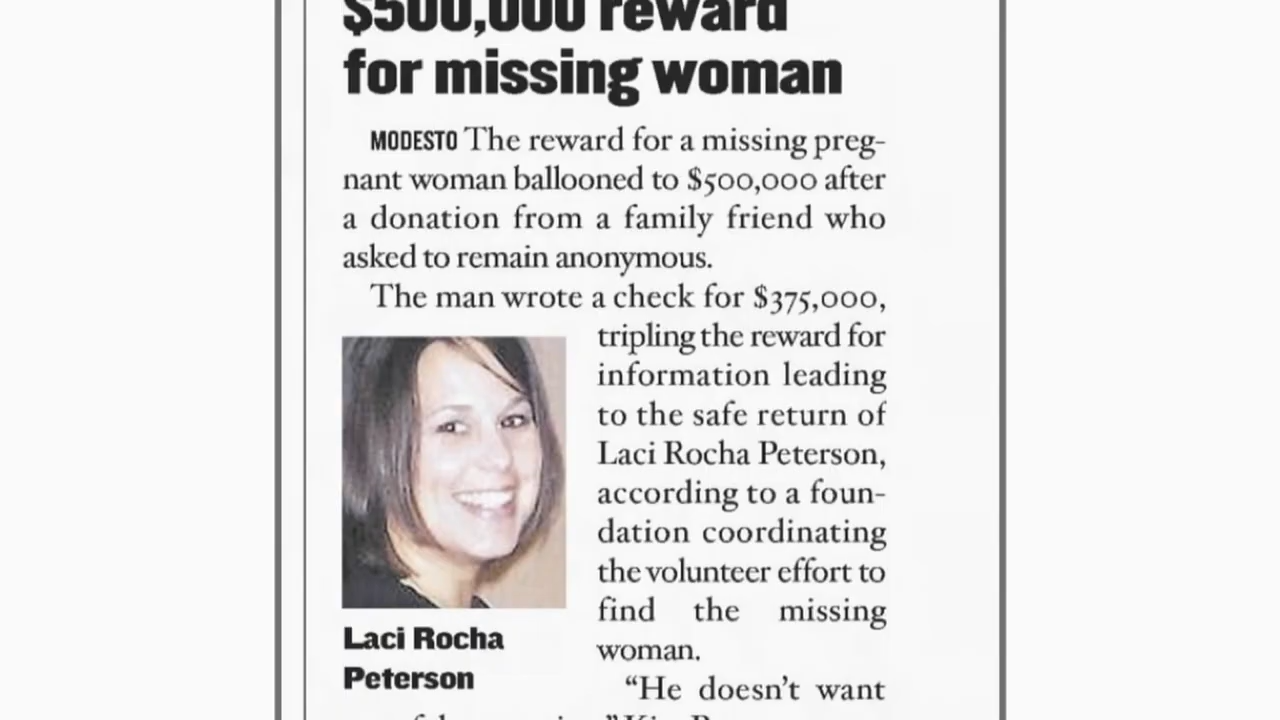 $500,000 reward
for missing woman
MODESTO The reward for a missing preg-
nant woman ballooned to $500,000 after
a donation from a family friend who
asked to remain anonymous.
The man wrote a check for $375,000,
tripling the reward for
information leading
to the safe return of
Laci Rocha Peterson,
according to a foun-
dation coordinating
the volunteer effort to
find the missing
woman.
Laci Rocha
Peterson
“He doesn’t want